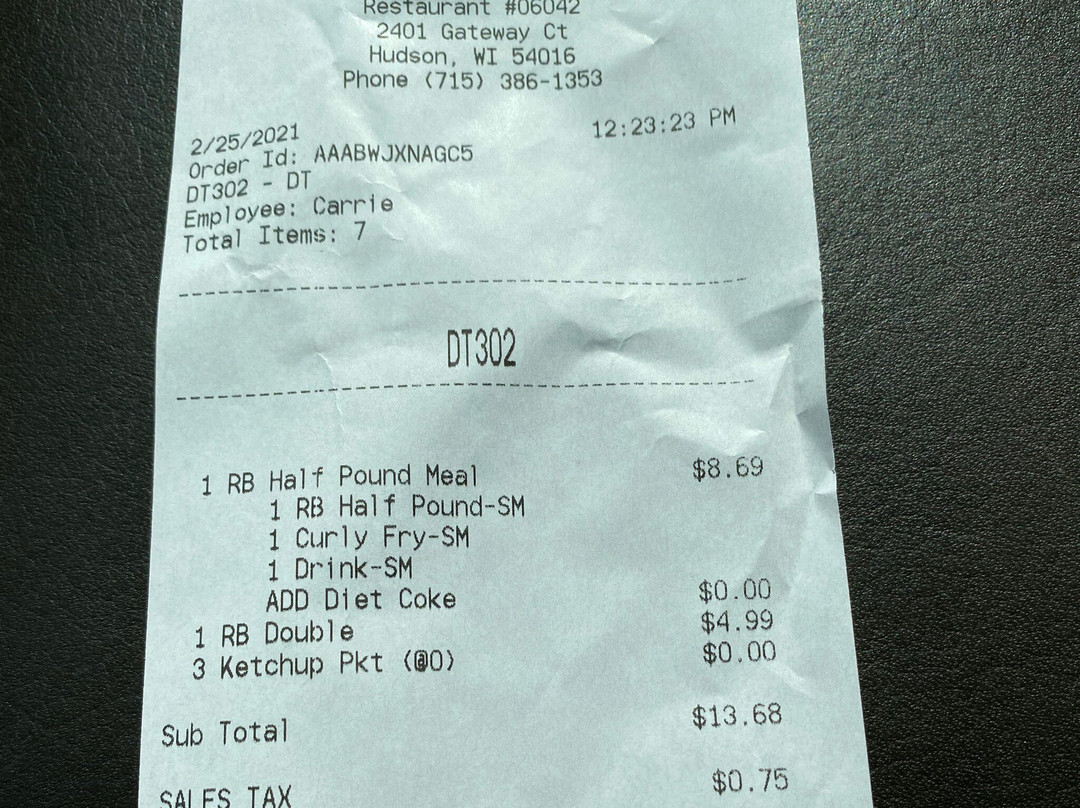 Restaurant #06042
2401 Gateway Ct
Hudson, WI 54016
Phone (715) 386-1353
2/25/2021 12:23:23 PM
Order Id: AAABWJXNAGC5
DT302 - DT
Employee: Carrie
Total Items: 7
DT302
1 RB Half Pound Meal $8.69
1 RB Half Pound-SM
1 Curly Fry-SM
1 Drink-SM
ADD Diet Coke $0.00
1 RB Double $4.99
3 Ketchup Pkt (@0) $0.00
Sub Total $13.68
SALES TAX $0.75